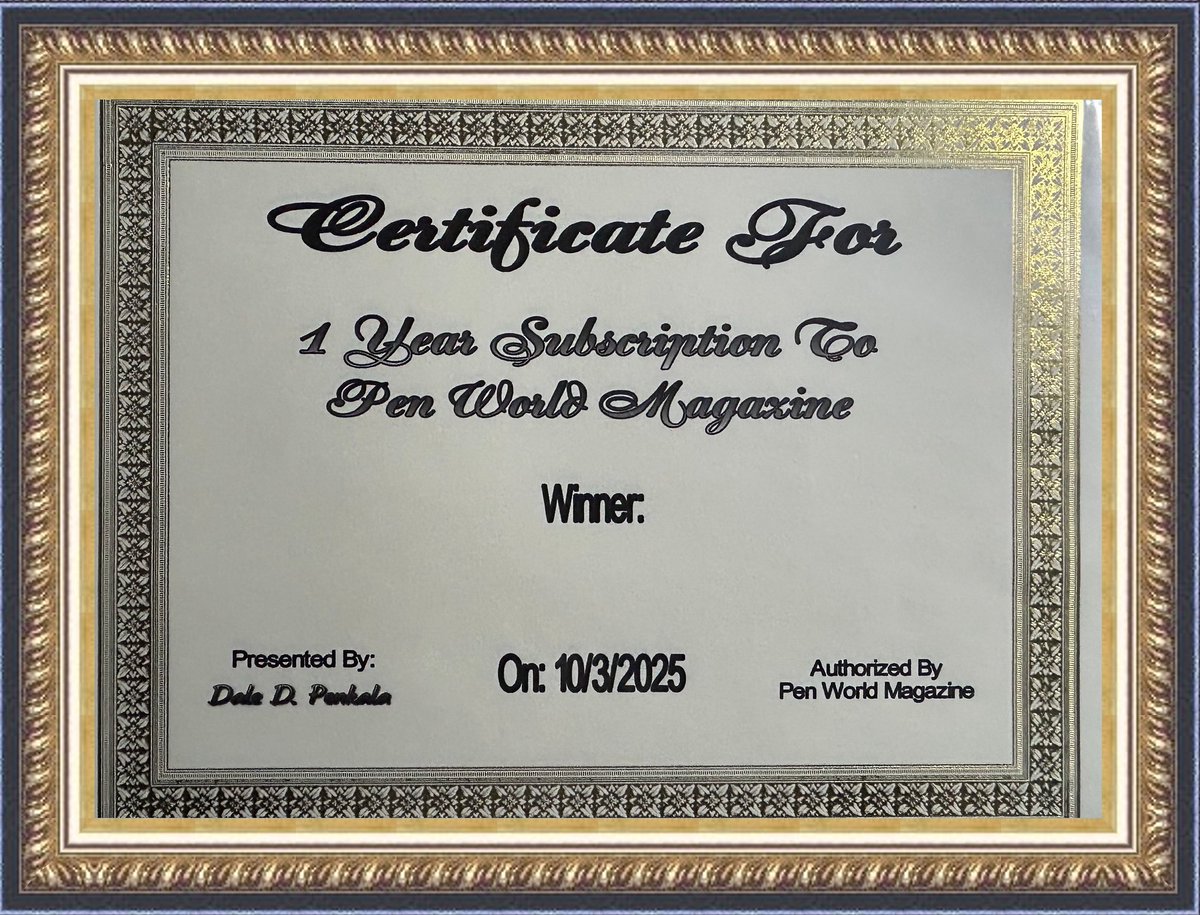 Certificate For
1 Year Subscription To
Pen World Magazine
Winner:
Presented By:
Dale D. Penkala
On: 10/3/2025
Authorized By
Pen World Magazine